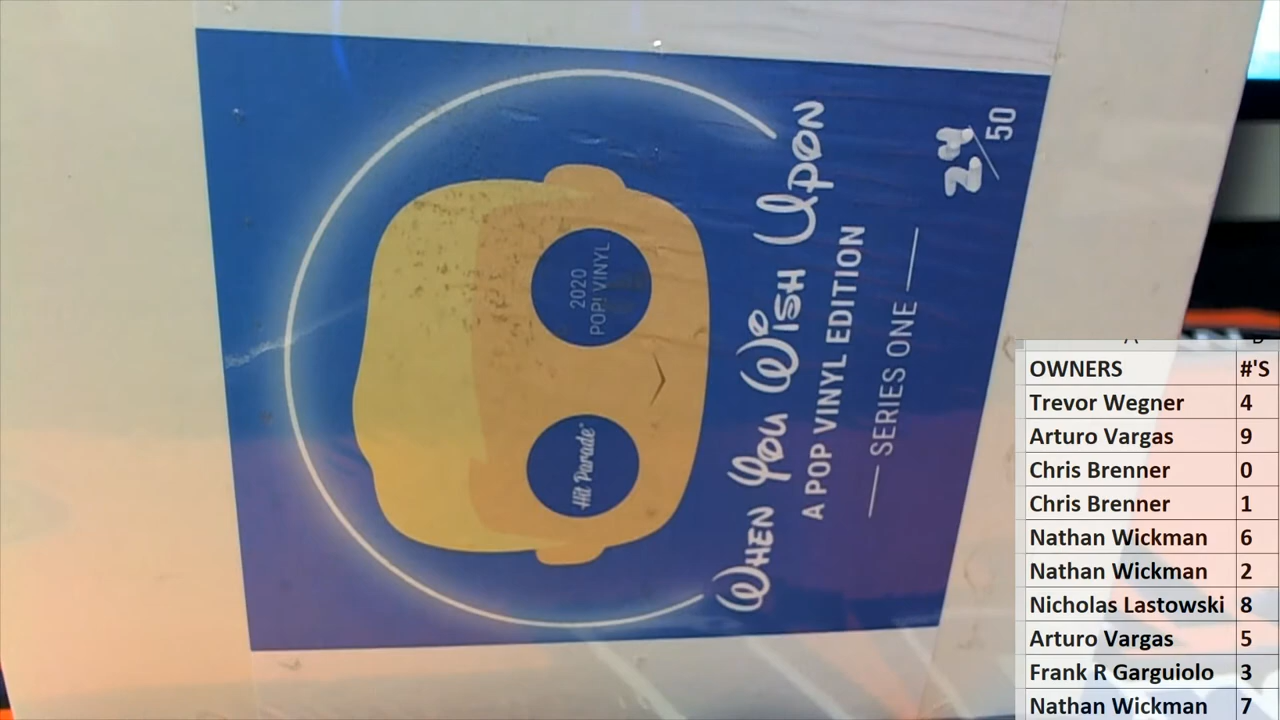 2020
POP! VINYL
Hit Parade™
WHEN YOU WISH UPON
A POP VINYL EDITION
SERIES ONE
24/50
OWNERS #'S
Trevor Wegner 4
Arturo Vargas 9
Chris Brenner 0
Chris Brenner 1
Nathan Wickman 6
Nathan Wickman 2
Nicholas Lastowski 8
Arturo Vargas 5
Frank R Garguiolo 3
Nathan Wickman 7